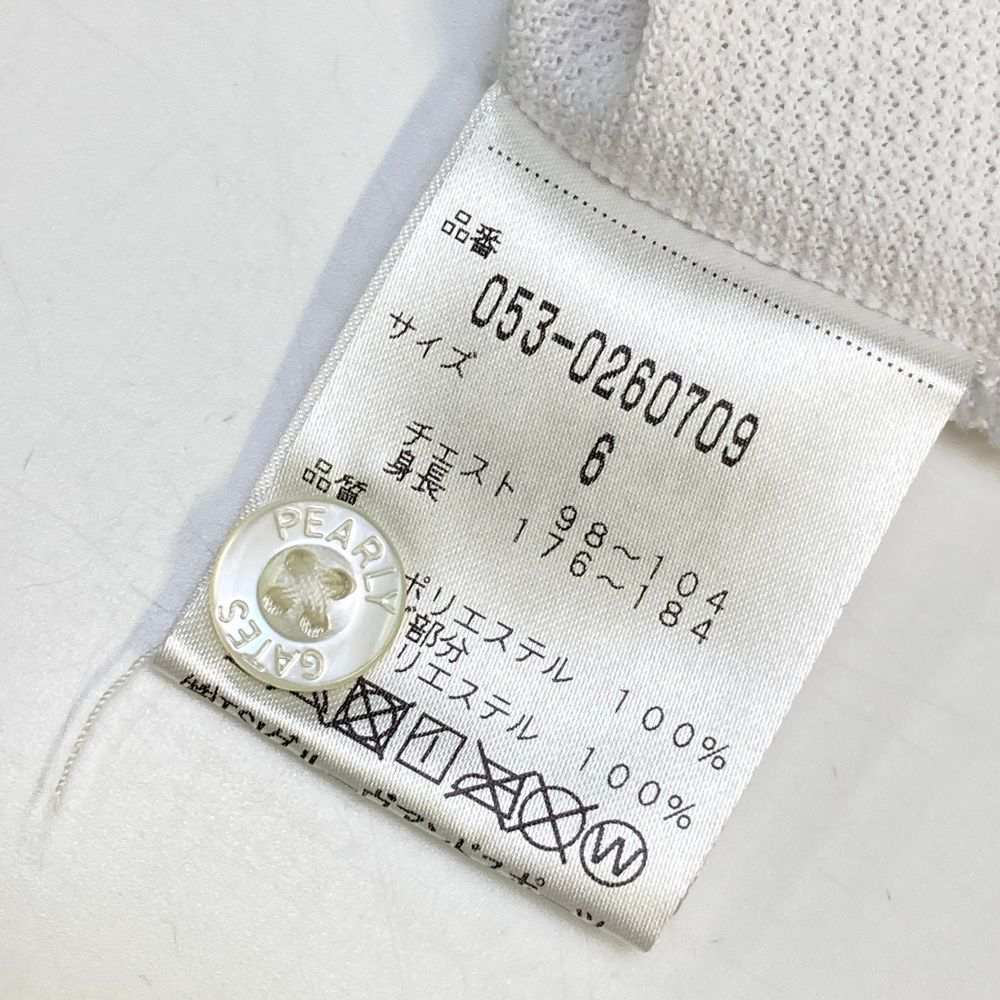 品番
053-0260709
サイズ
6
チェスト 98～104
身長 176～184
品質
ポリエステル 100%
部分
リエステル 100%
W
PEARLY
GATES